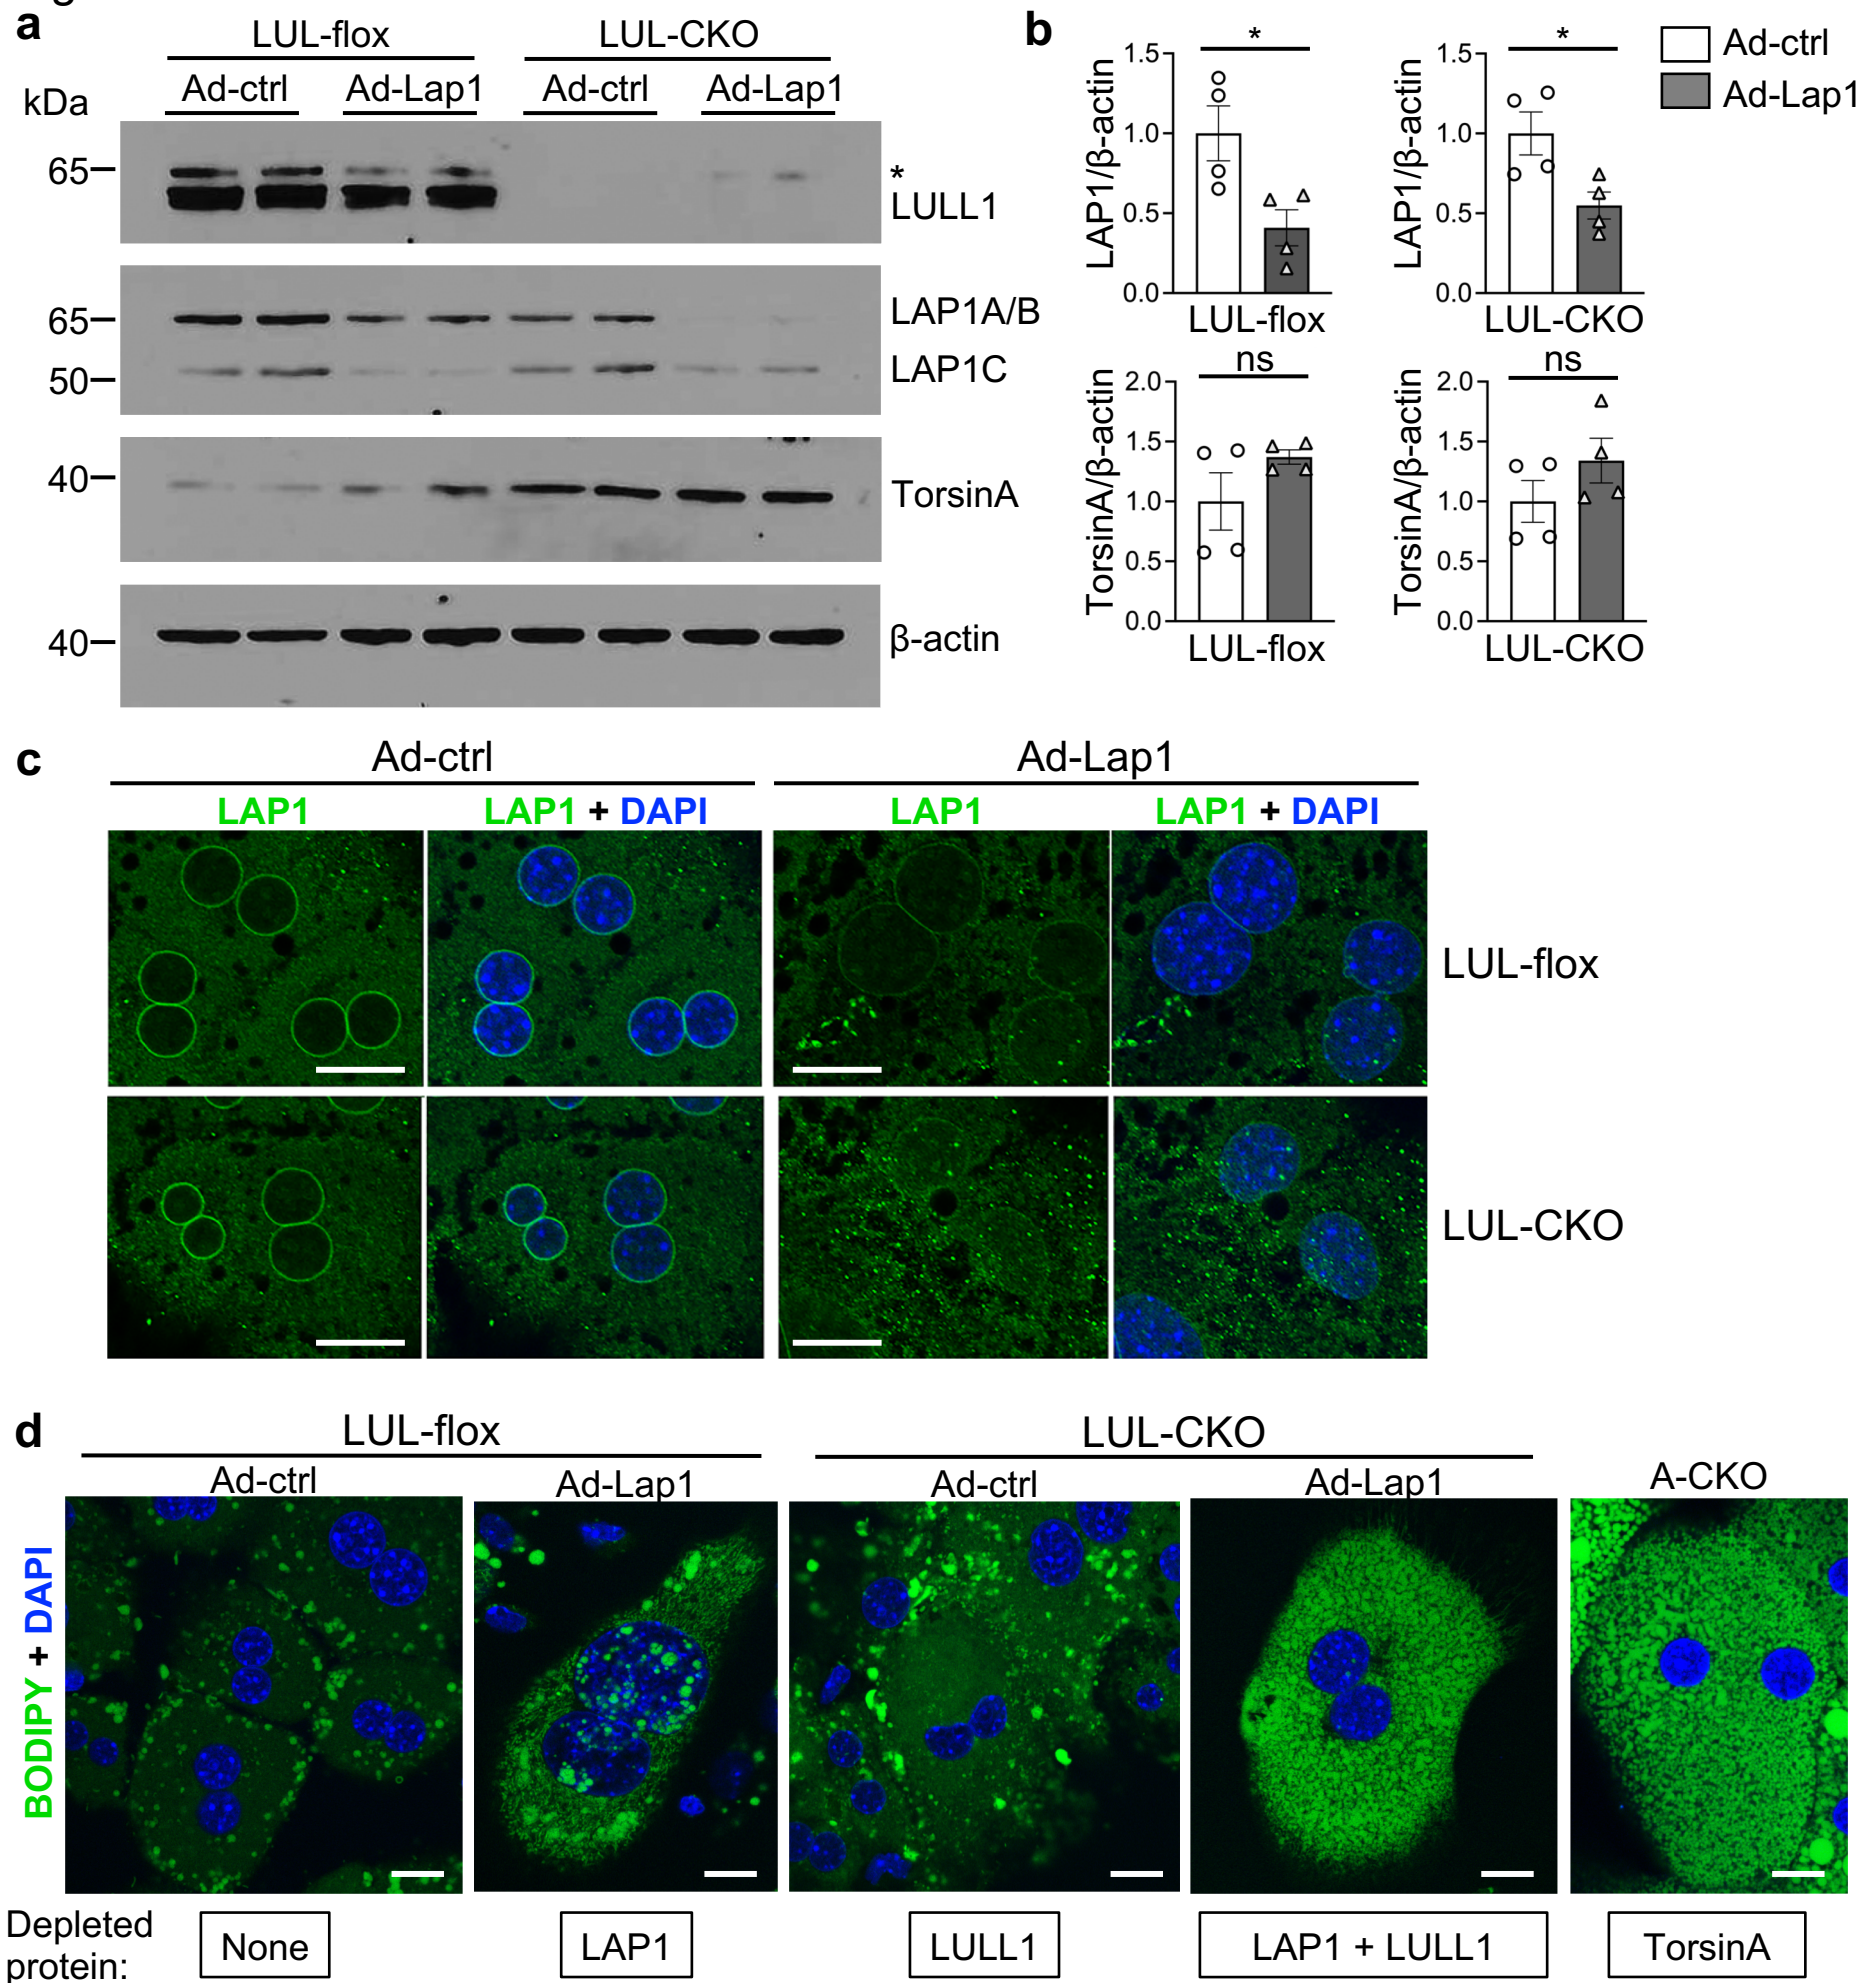 a
LUL-flox LUL-CKO
Ad-ctrl Ad-Lap1 Ad-ctrl Ad-Lap1
kDa
65
*
LULL1
65
LAP1A/B
50
LAP1C
40
TorsinA
40
β-actin
b
* *
Ad-ctrl
Ad-Lap1
LAP1/β-actin
1.5
1.0
0.5
0.0
LUL-flox
LAP1/β-actin
1.5
1.0
0.5
0.0
LUL-CKO
ns
TorsinA/β-actin
2.0
1.5
1.0
0.5
0.0
LUL-flox
ns
TorsinA/β-actin
2.0
1.5
1.0
0.5
0.0
LUL-CKO
c
Ad-ctrl Ad-Lap1
LAP1 LAP1 + DAPI LAP1 LAP1 + DAPI
LUL-flox
LUL-CKO
d
LUL-flox LUL-CKO
Ad-ctrl Ad-Lap1 Ad-ctrl Ad-Lap1 A-CKO
BODIPY + DAPI
Depleted
protein:
None LAP1 LULL1 LAP1 + LULL1 TorsinA